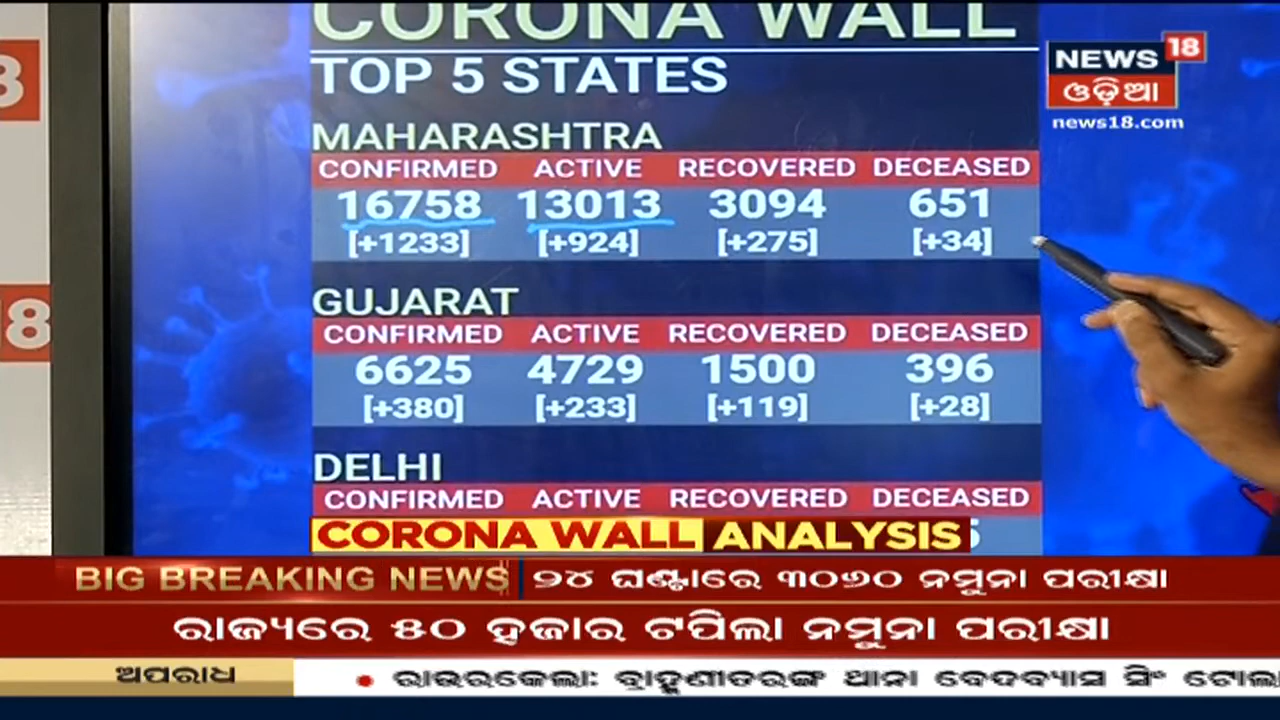 CORONA WALL
TOP 5 STATES
NEWS 18
ଓଡ଼ିଆ
news18.com
MAHARASHTRA
CONFIRMED ACTIVE RECOVERED DECEASED
16758 13013 3094 651
[+1233] [+924] [+275] [+34]
GUJARAT
CONFIRMED ACTIVE RECOVERED DECEASED
6625 4729 1500 396
[+380] [+233] [+119] [+28]
DELHI
CONFIRMED ACTIVE RECOVERED DECEASED
CORONA WALL ANALYSIS
BIG BREAKING NEWS ୨୪ ଘଣ୍ଟାରେ ୩୦୬୦ ନମୁନା ପରୀକ୍ଷା
ରାଜ୍ୟରେ ୫୦ ହଜାର ଟପିଲା ନମୁନା ପରୀକ୍ଷା
ଅପରାଧ
ରାଉରକେଲା: ବ୍ରାହ୍ମଣୀତରଙ୍ଗ ଥାନା ବେଦବ୍ୟାସ ସିଂ ଟୋଲା